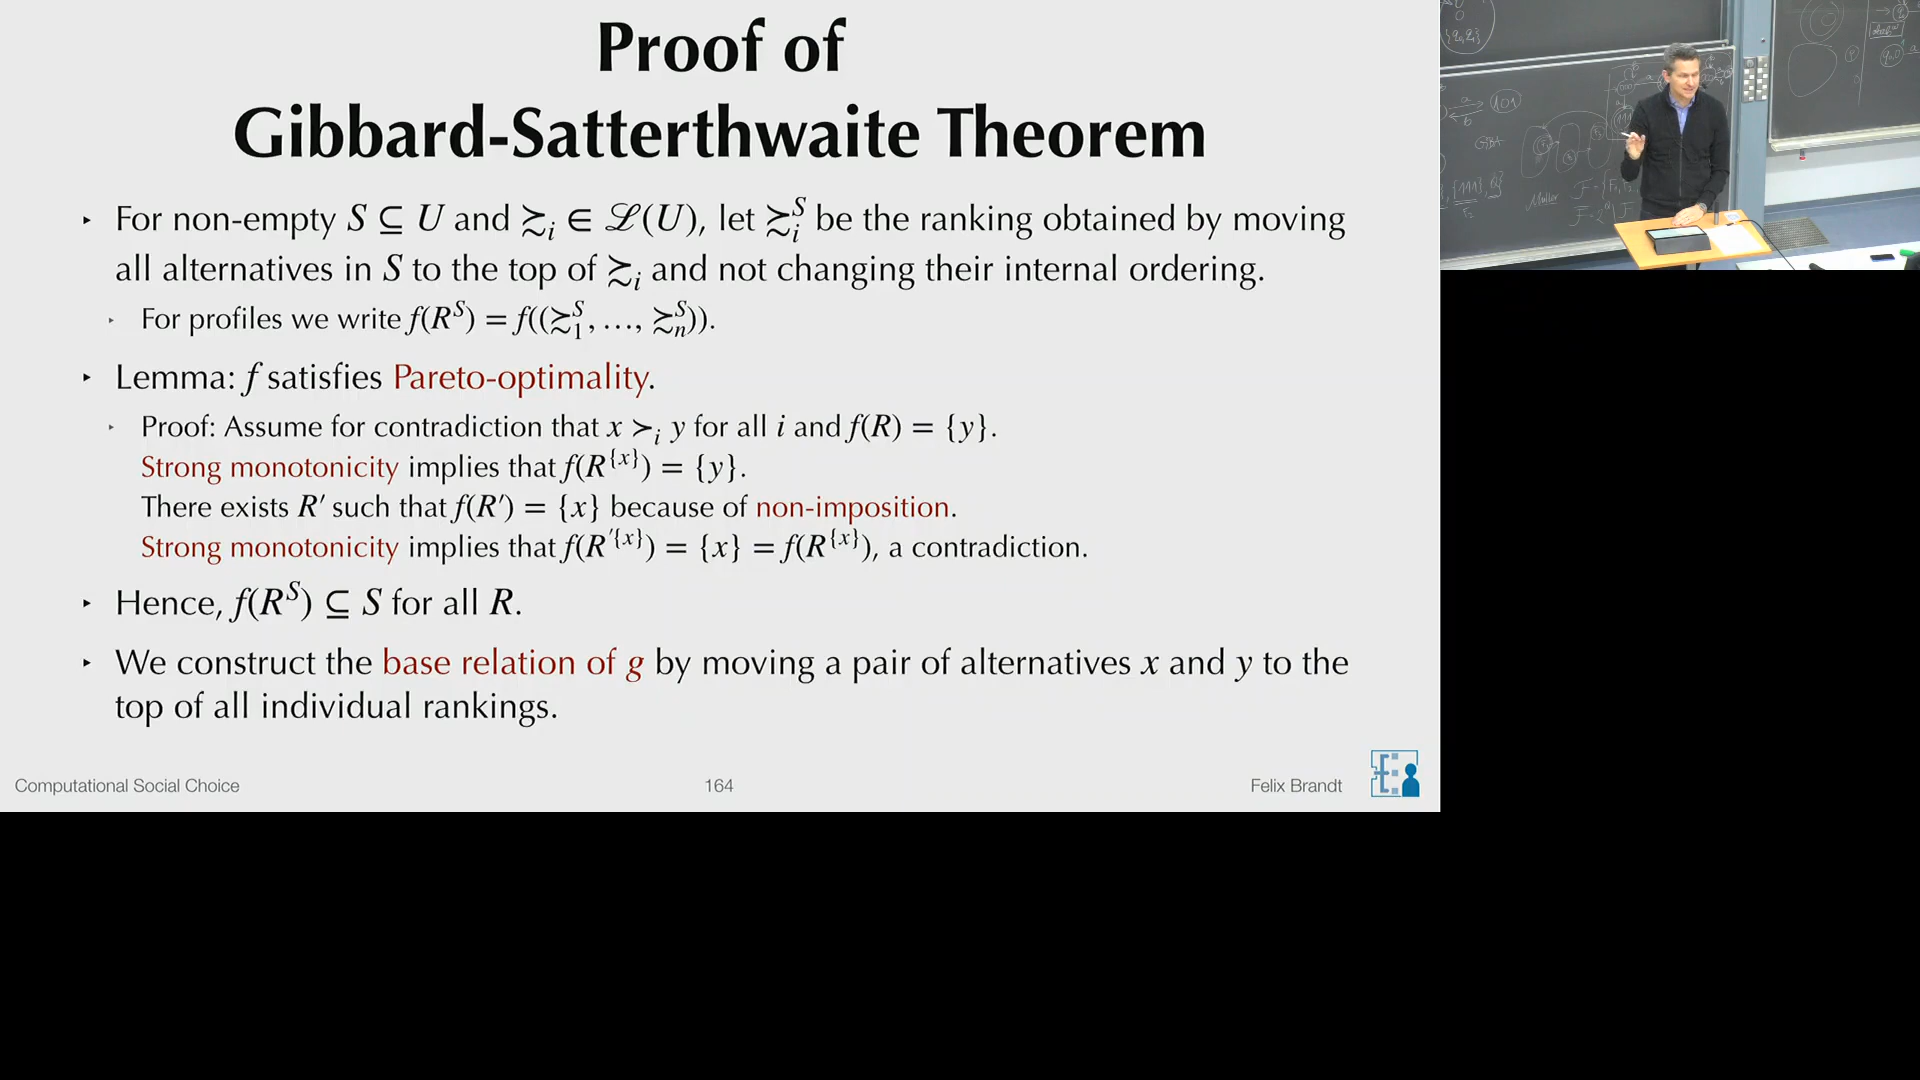 Proof of
Gibbard-Satterthwaite Theorem
‣ For non-empty S ⊆ U and ≿ᵢ ∈ ℒ(U), let ≿ᵢˢ be the ranking obtained by moving
all alternatives in S to the top of ≿ᵢ and not changing their internal ordering.
‣ For profiles we write f(Rˢ) = f((≿₁ˢ, …, ≿ₙˢ)).
‣ Lemma: f satisfies Pareto-optimality.
‣ Proof: Assume for contradiction that x ≻ᵢ y for all i and f(R) = {y}.
Strong monotonicity implies that f(R^{x}) = {y}.
There exists R′ such that f(R′) = {x} because of non-imposition.
Strong monotonicity implies that f(R′^{x}) = {x} = f(R^{x}), a contradiction.
‣ Hence, f(Rˢ) ⊆ S for all R.
‣ We construct the base relation of g by moving a pair of alternatives x and y to the
top of all individual rankings.
Computational Social Choice
164
Felix Brandt